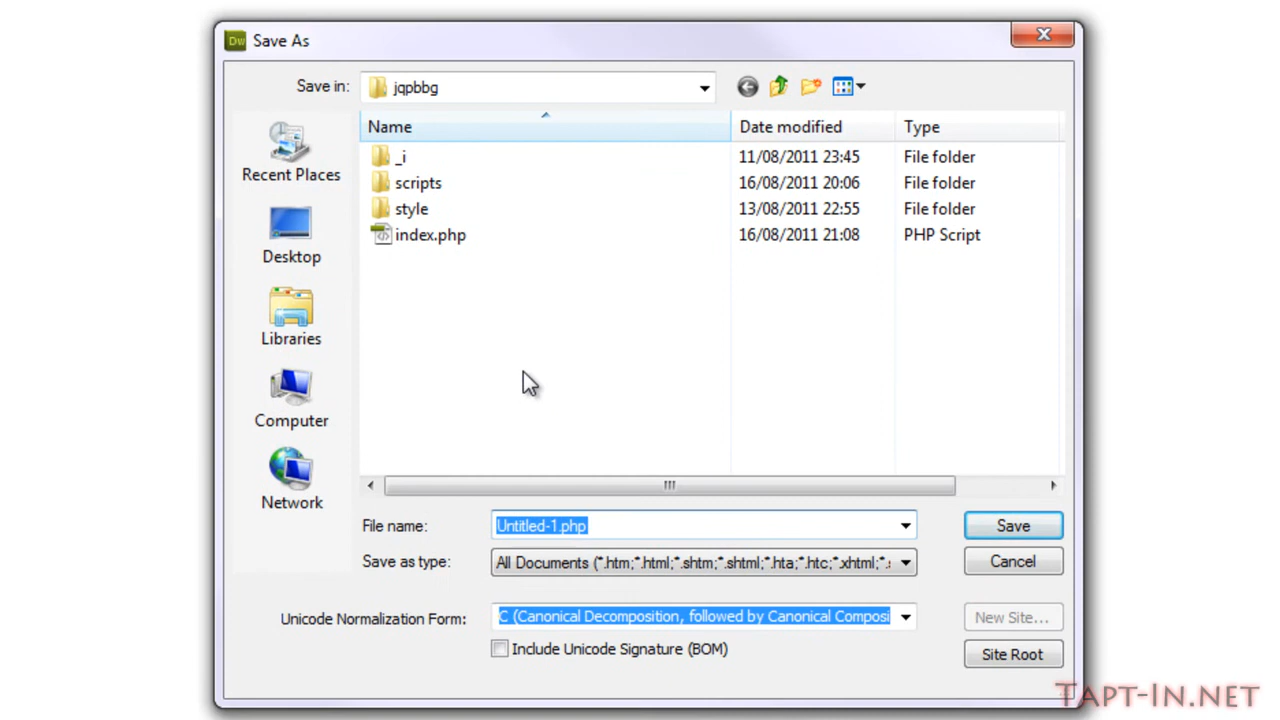 Dw Save As
Save in: jqpbbg
Name Date modified Type
_i 11/08/2011 23:45 File folder
scripts 16/08/2011 20:06 File folder
style 13/08/2011 22:55 File folder
index.php 16/08/2011 21:08 PHP Script
Recent Places
Desktop
Libraries
Computer
Network
File name: Untitled-1.php Save
Save as type: All Documents (*.htm;*.html;*.shtm;*.shtml;*.hta;*.htc;*.xhtml;*.s Cancel
Unicode Normalization Form: C (Canonical Decomposition, followed by Canonical Composi New Site...
Include Unicode Signature (BOM) Site Root
Tapt-In.net